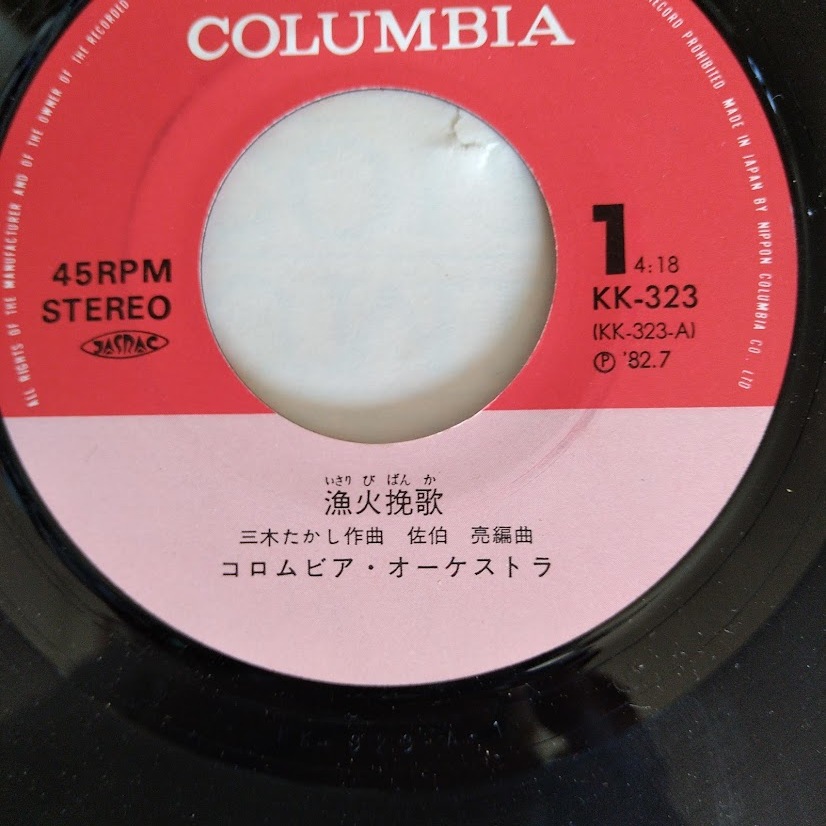 COLUMBIA
ALL RIGHTS OF THE MANUFACTURER AND OF THE OWNER OF THE RECORDED
RECORD PROHIBITED MADE IN JAPAN BY NIPPON COLUMBIA CO. LTD
45RPM
STEREO
JASRAC
1 4:18
KK-323
(KK-323-A)
Ⓟ '82.7
いさり び ばん か
漁火挽歌
三木たかし作曲 佐伯 亮編曲
コロムビア・オーケストラ